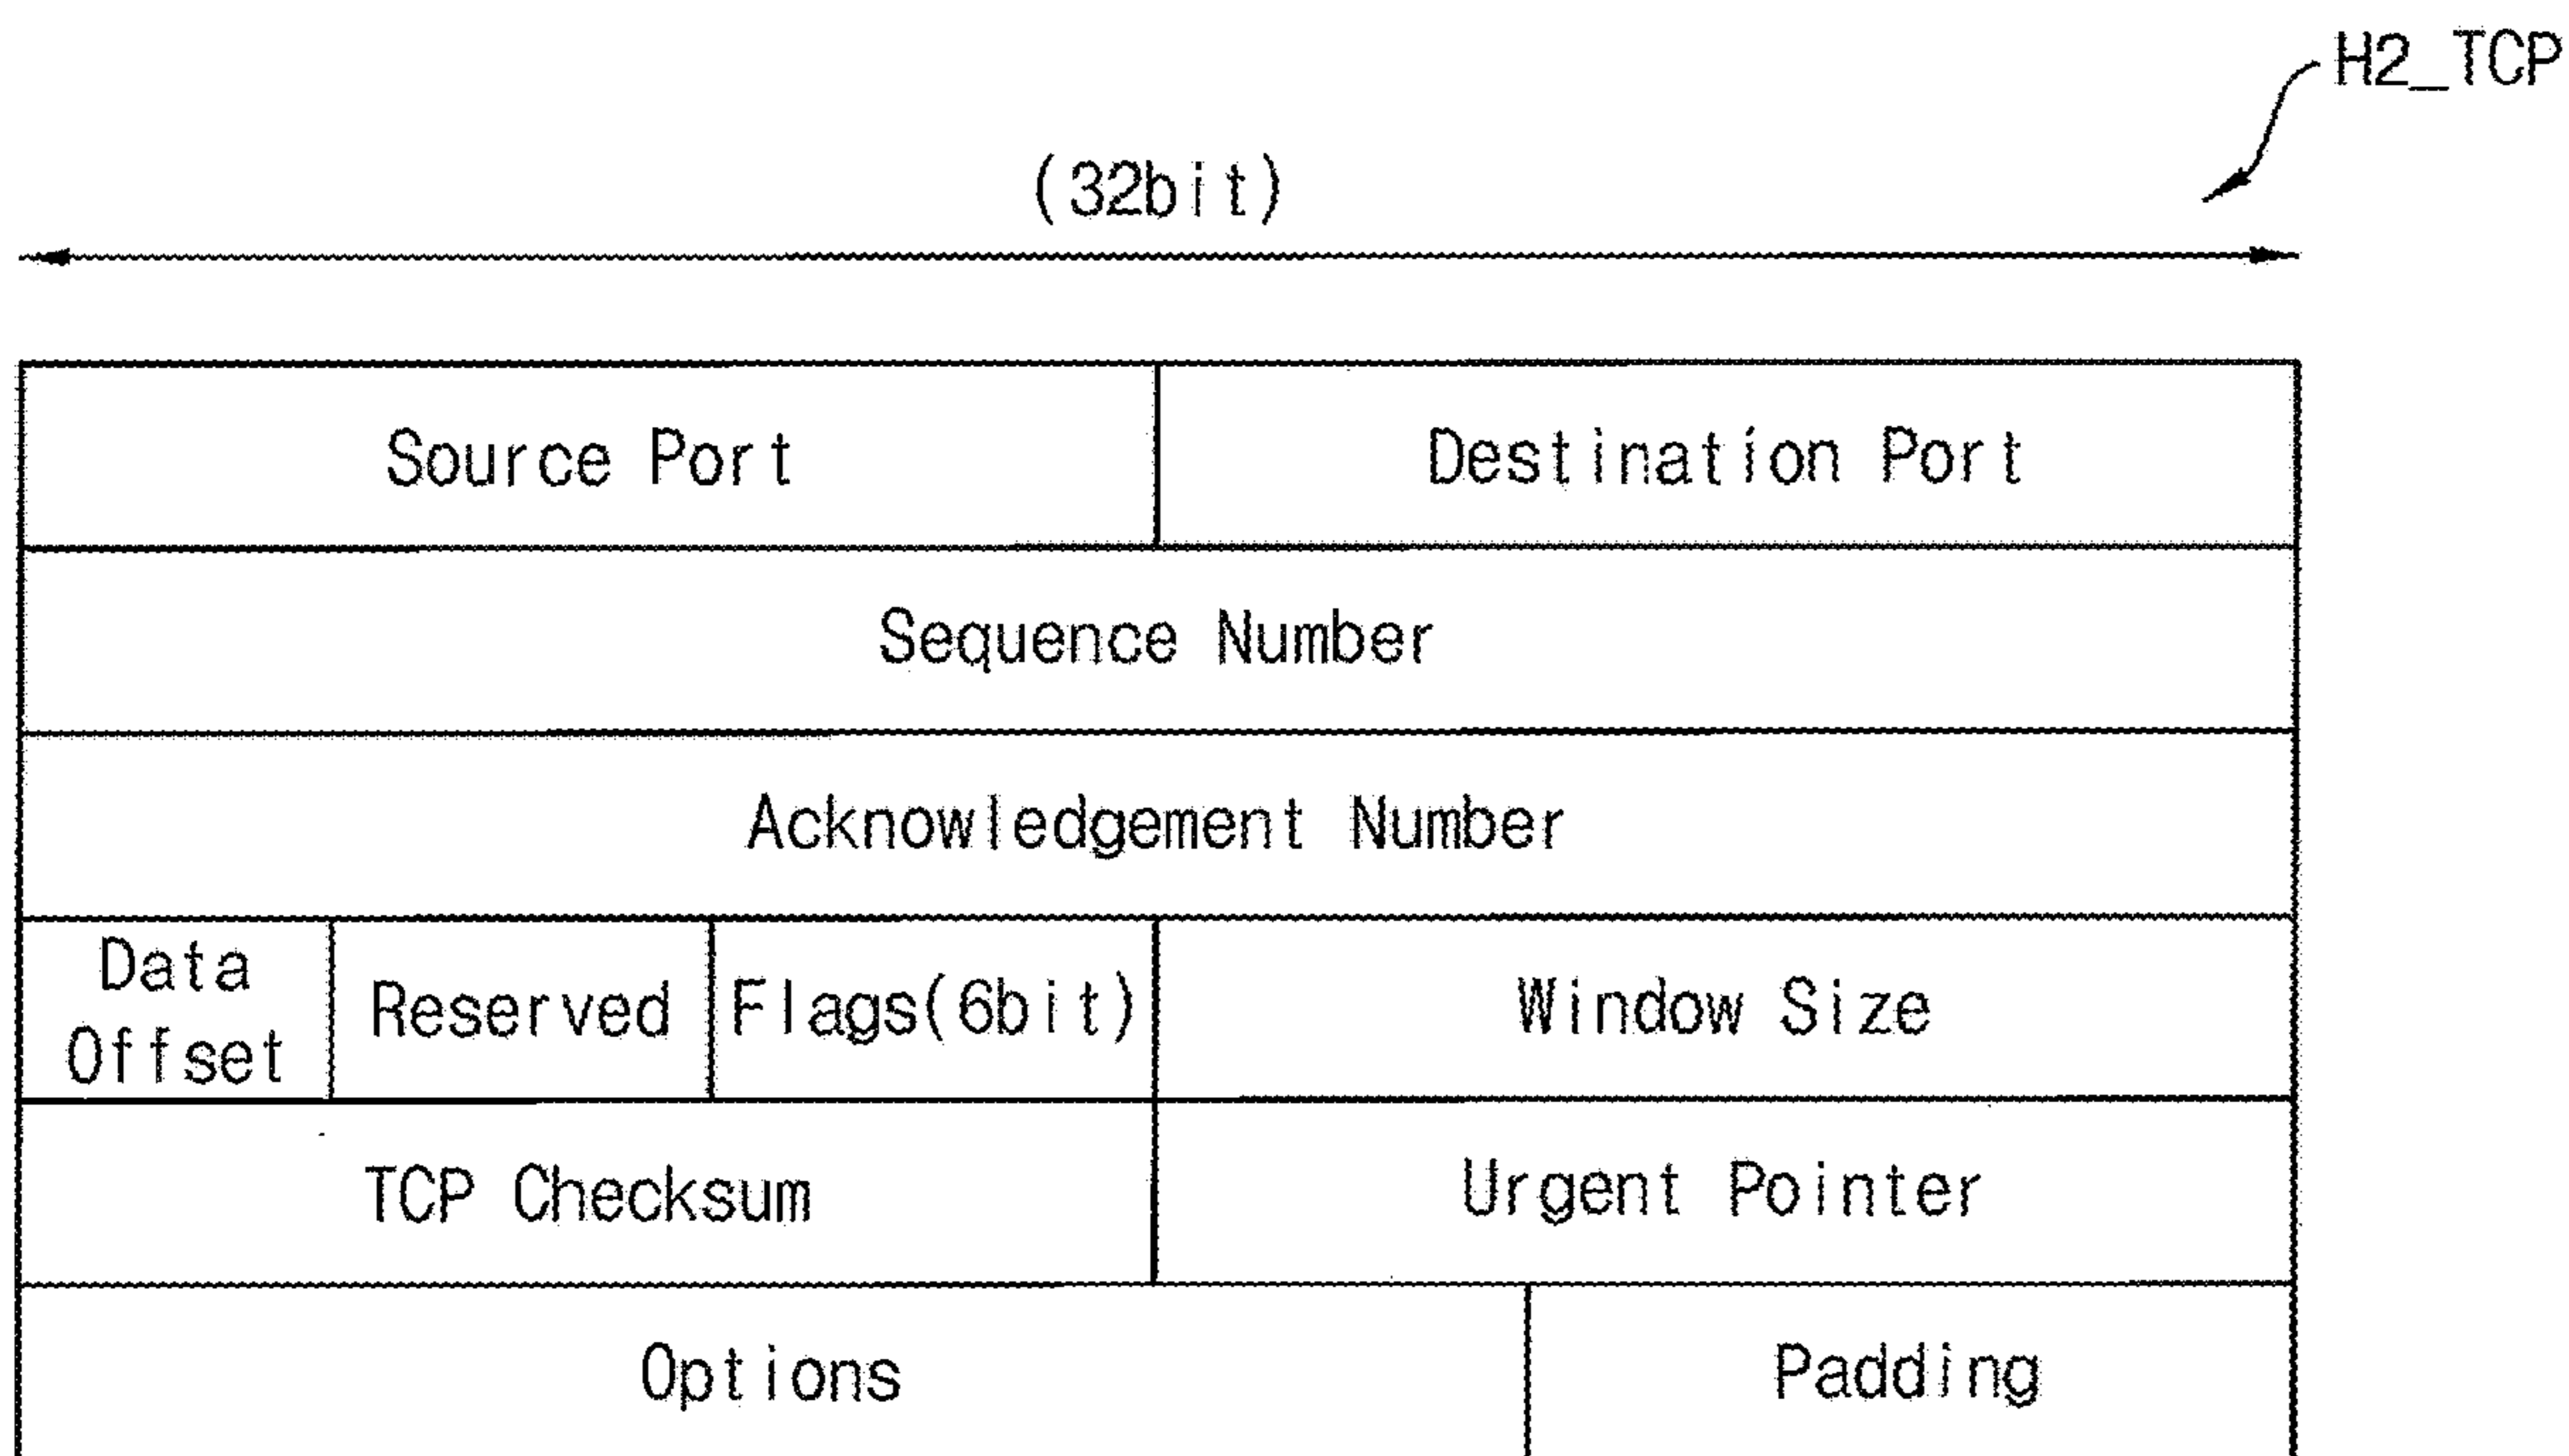 H2_TCP
(32bit)
Source Port
Destination Port
Sequence Number
Acknowledgement Number
Data
Offset
Reserved
Flags(6bit)
Window Size
TCP Checksum
Urgent Pointer
Options
Padding